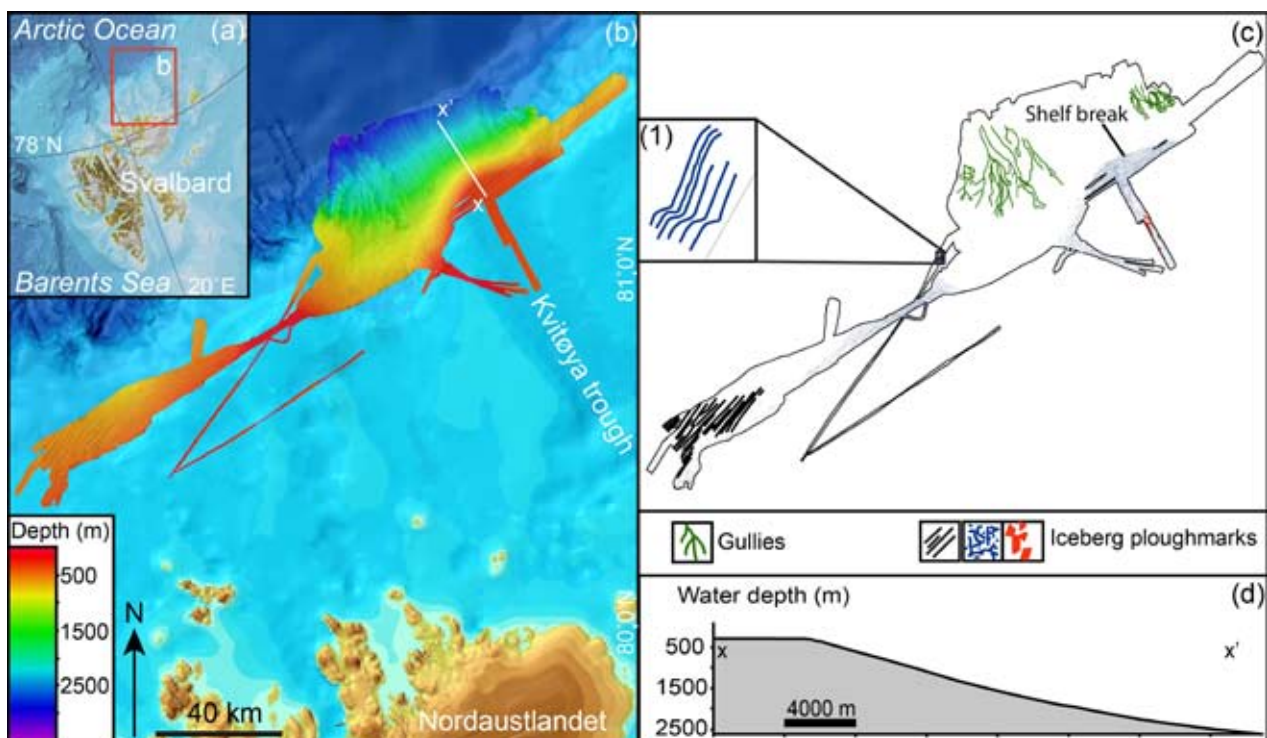 Arctic Ocean
(a)
b
78°N
Svalbard
Barents Sea
20°E
(b)
x'
x
81°0'N
Kvitøya trough
80°0'N
Depth (m)
500
1500
2500
N
40 km
Nordaustlandet
(c)
(1)
Shelf break
Gullies
Iceberg ploughmarks
(d)
Water depth (m)
500
1500
2500
x
x'
4000 m